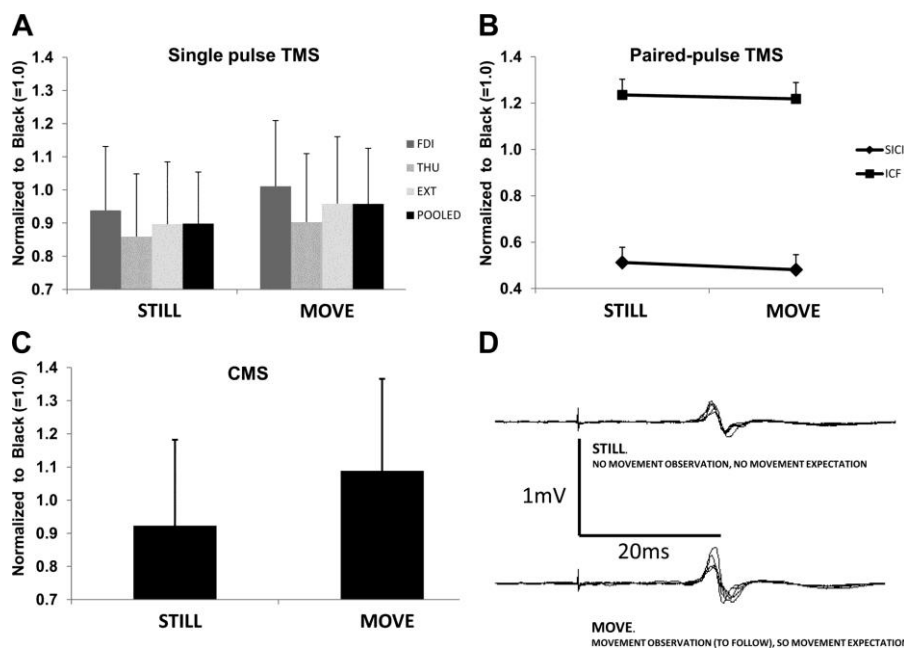 A
Single pulse TMS
Normalized to Black (=1.0)
1.4
1.3
1.2
1.1
1.0
0.9
0.8
0.7
STILL
MOVE
FDI
THU
EXT
POOLED
B
Paired-pulse TMS
Normalized to Black (=1.0)
1.4
1.2
1.0
0.8
0.6
0.4
STILL
MOVE
SICI
ICF
C
CMS
Normalized to Black (=1.0)
1.4
1.3
1.2
1.1
1.0
0.9
0.8
0.7
STILL
MOVE
D
STILL.
NO MOVEMENT OBSERVATION, NO MOVEMENT EXPECTATION
1mV
20ms
MOVE.
MOVEMENT OBSERVATION (TO FOLLOW), SO MOVEMENT EXPECTATION